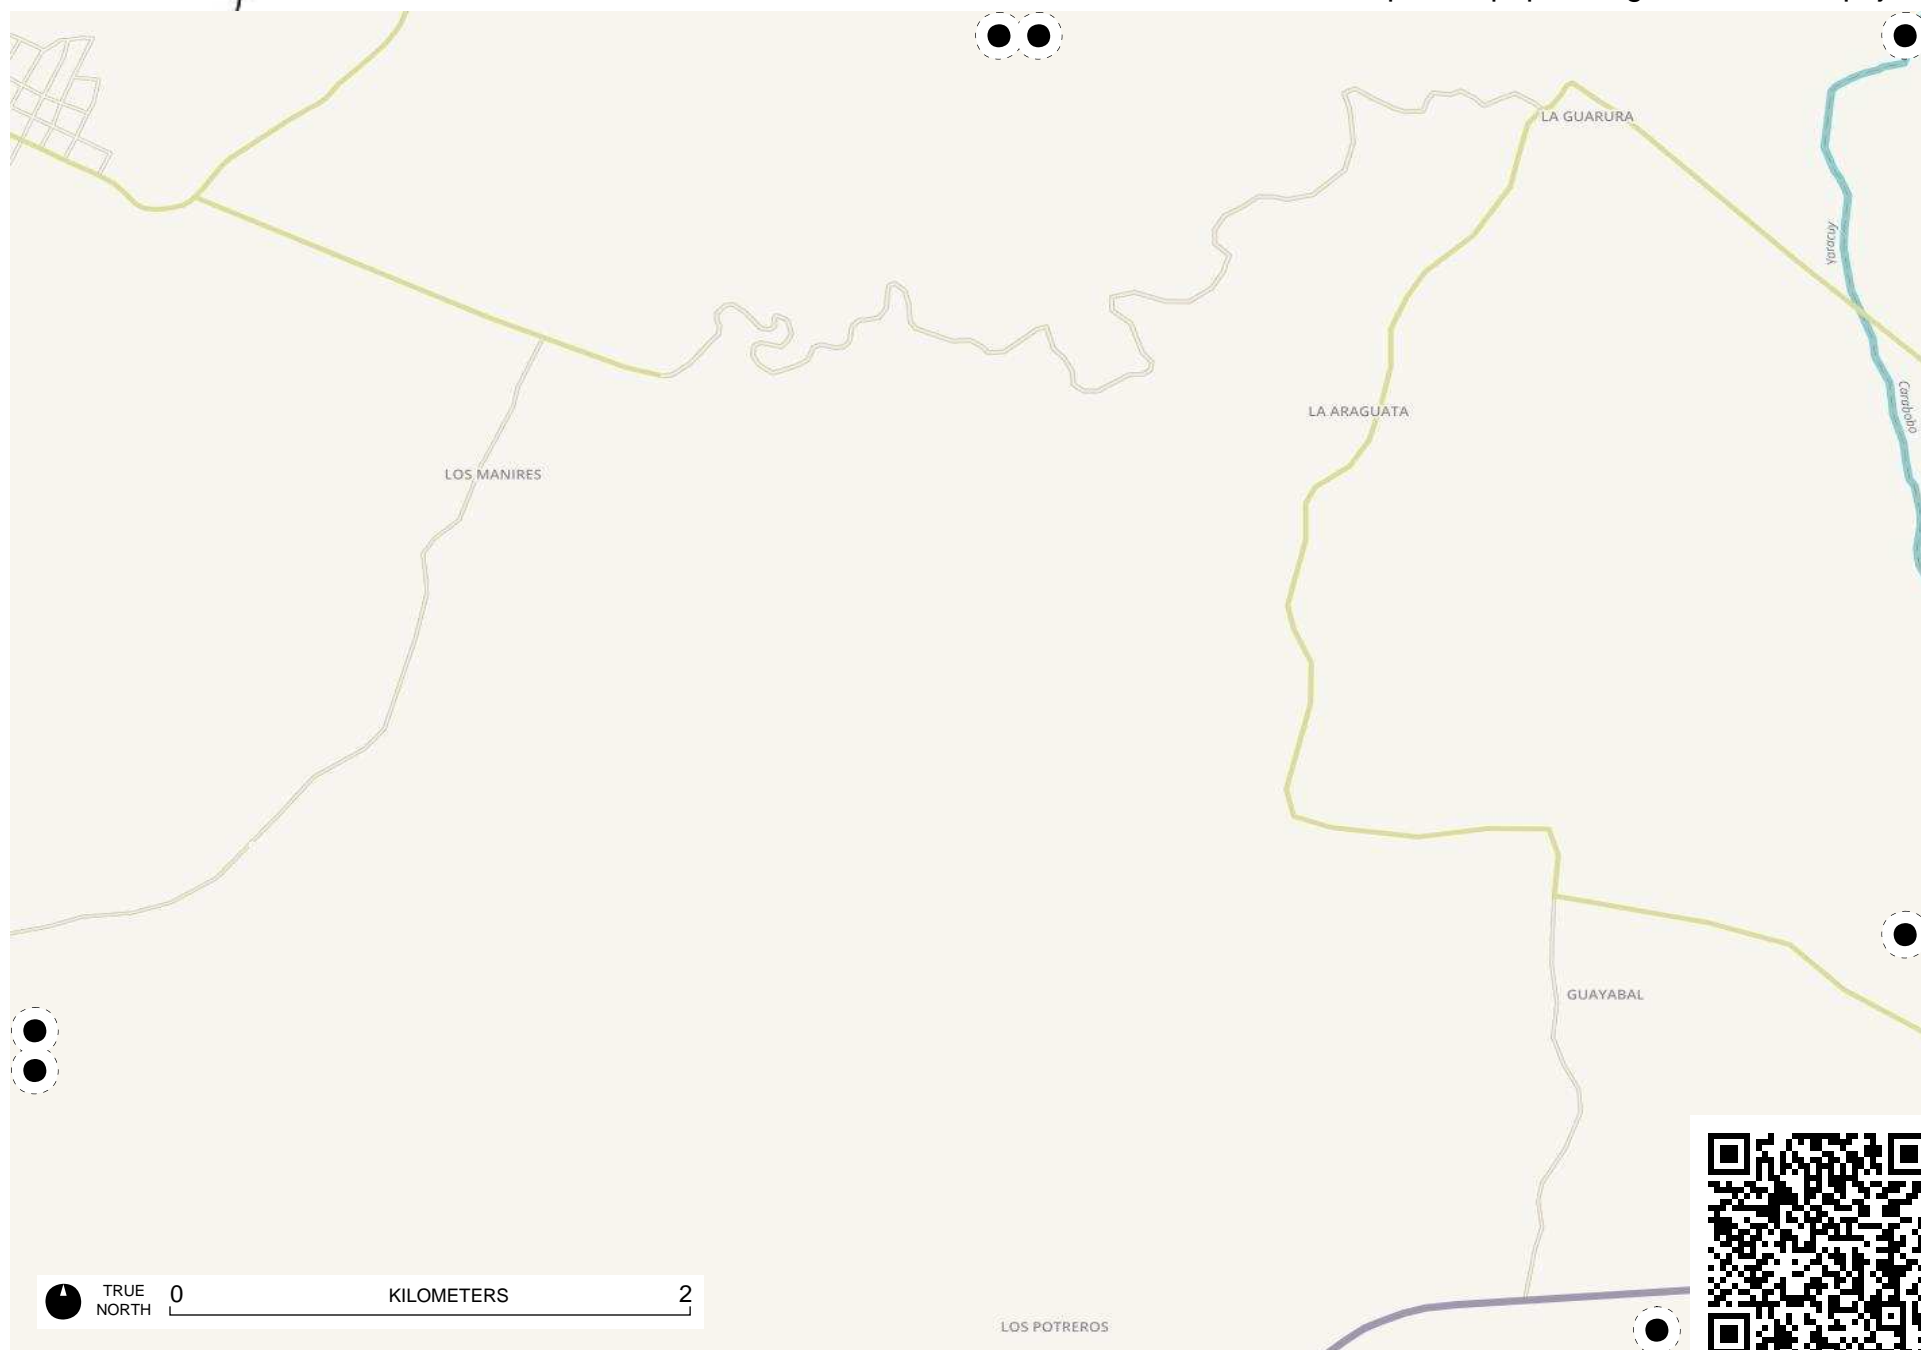 LA GUARURA
Yaracuy
Carabobo
LA ARAGUATA
LOS MANIRES
GUAYABAL
TRUE NORTH
0 KILOMETERS 2
LOS POTREROS